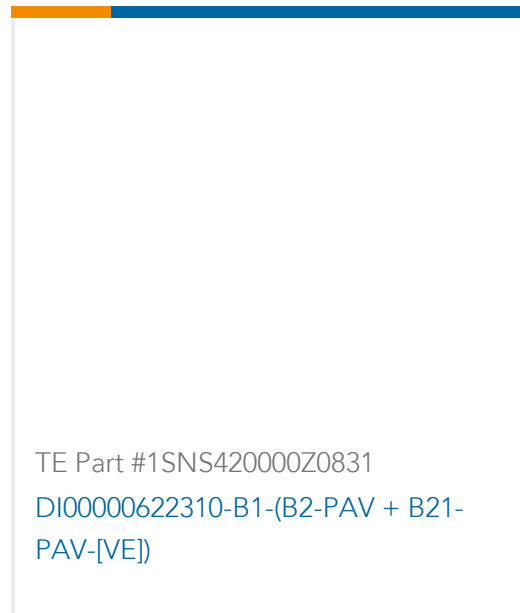 TE Part #1SNS420000Z0831
DI00000622310-B1-(B2-PAV + B21-
PAV-[VE])